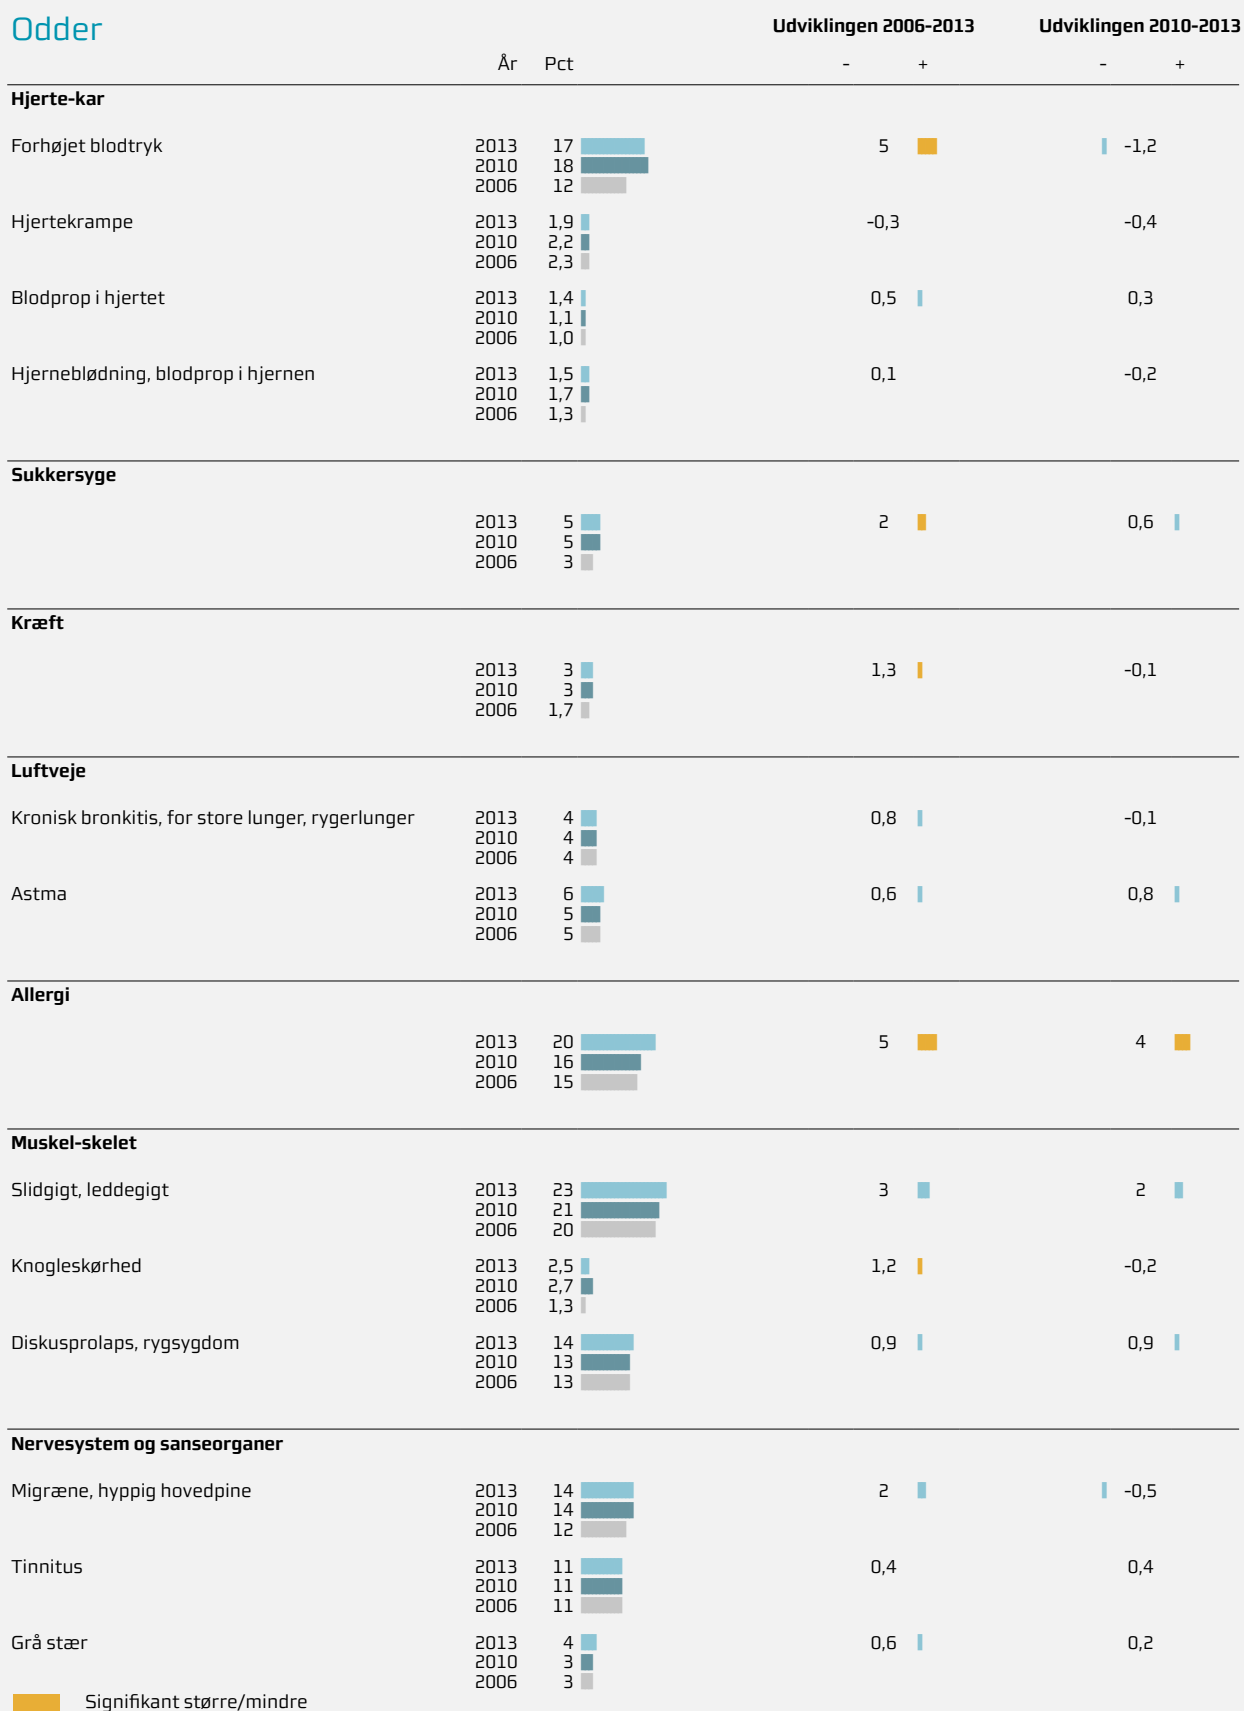 Odder
Udviklingen 2006-2013 Udviklingen 2010-2013
År Pct - + - +
Hjerte-kar
Forhøjet blodtryk 2013 17 5 -1,2
2010 18
2006 12
Hjertekrampe 2013 1,9 -0,3 -0,4
2010 2,2
2006 2,3
Blodprop i hjertet 2013 1,4 0,5 0,3
2010 1,1
2006 1,0
Hjerneblødning, blodprop i hjernen 2013 1,5 0,1 -0,2
2010 1,7
2006 1,3
Sukkersyge
2013 5 2 0,6
2010 5
2006 3
Kræft
2013 3 1,3 -0,1
2010 3
2006 1,7
Luftveje
Kronisk bronkitis, for store lunger, rygerlunger 2013 4 0,8 -0,1
2010 4
2006 4
Astma 2013 6 0,6 0,8
2010 5
2006 5
Allergi
2013 20 5 4
2010 16
2006 15
Muskel-skelet
Slidgigt, leddegigt 2013 23 3 2
2010 21
2006 20
Knogleskørhed 2013 2,5 1,2 -0,2
2010 2,7
2006 1,3
Diskusprolaps, rygsygdom 2013 14 0,9 0,9
2010 13
2006 13
Nervesystem og sanseorganer
Migræne, hyppig hovedpine 2013 14 2 -0,5
2010 14
2006 12
Tinnitus 2013 11 0,4 0,4
2010 11
2006 11
Grå stær 2013 4 0,6 0,2
2010 3
2006 3
Signifikant større/mindre